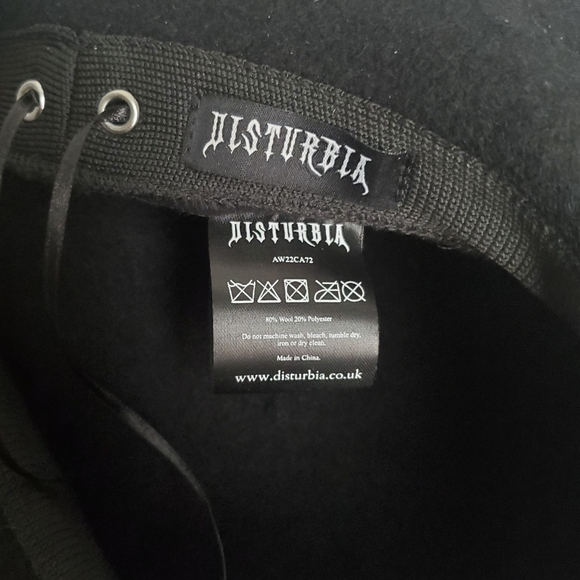 DISTURBIA
DISTURBIA
AW22CA72
80% Wool 20% Polyester
Do not machine wash, bleach, tumble dry,
iron or dry clean.
Made in China.
www.disturbia.co.uk